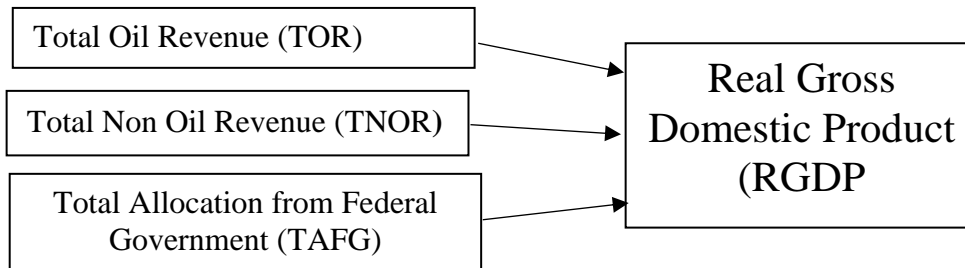 Total Oil Revenue (TOR)
Total Non Oil Revenue (TNOR)
Total Allocation from Federal
Government (TAFG)
Real Gross
Domestic Product
(RGDP